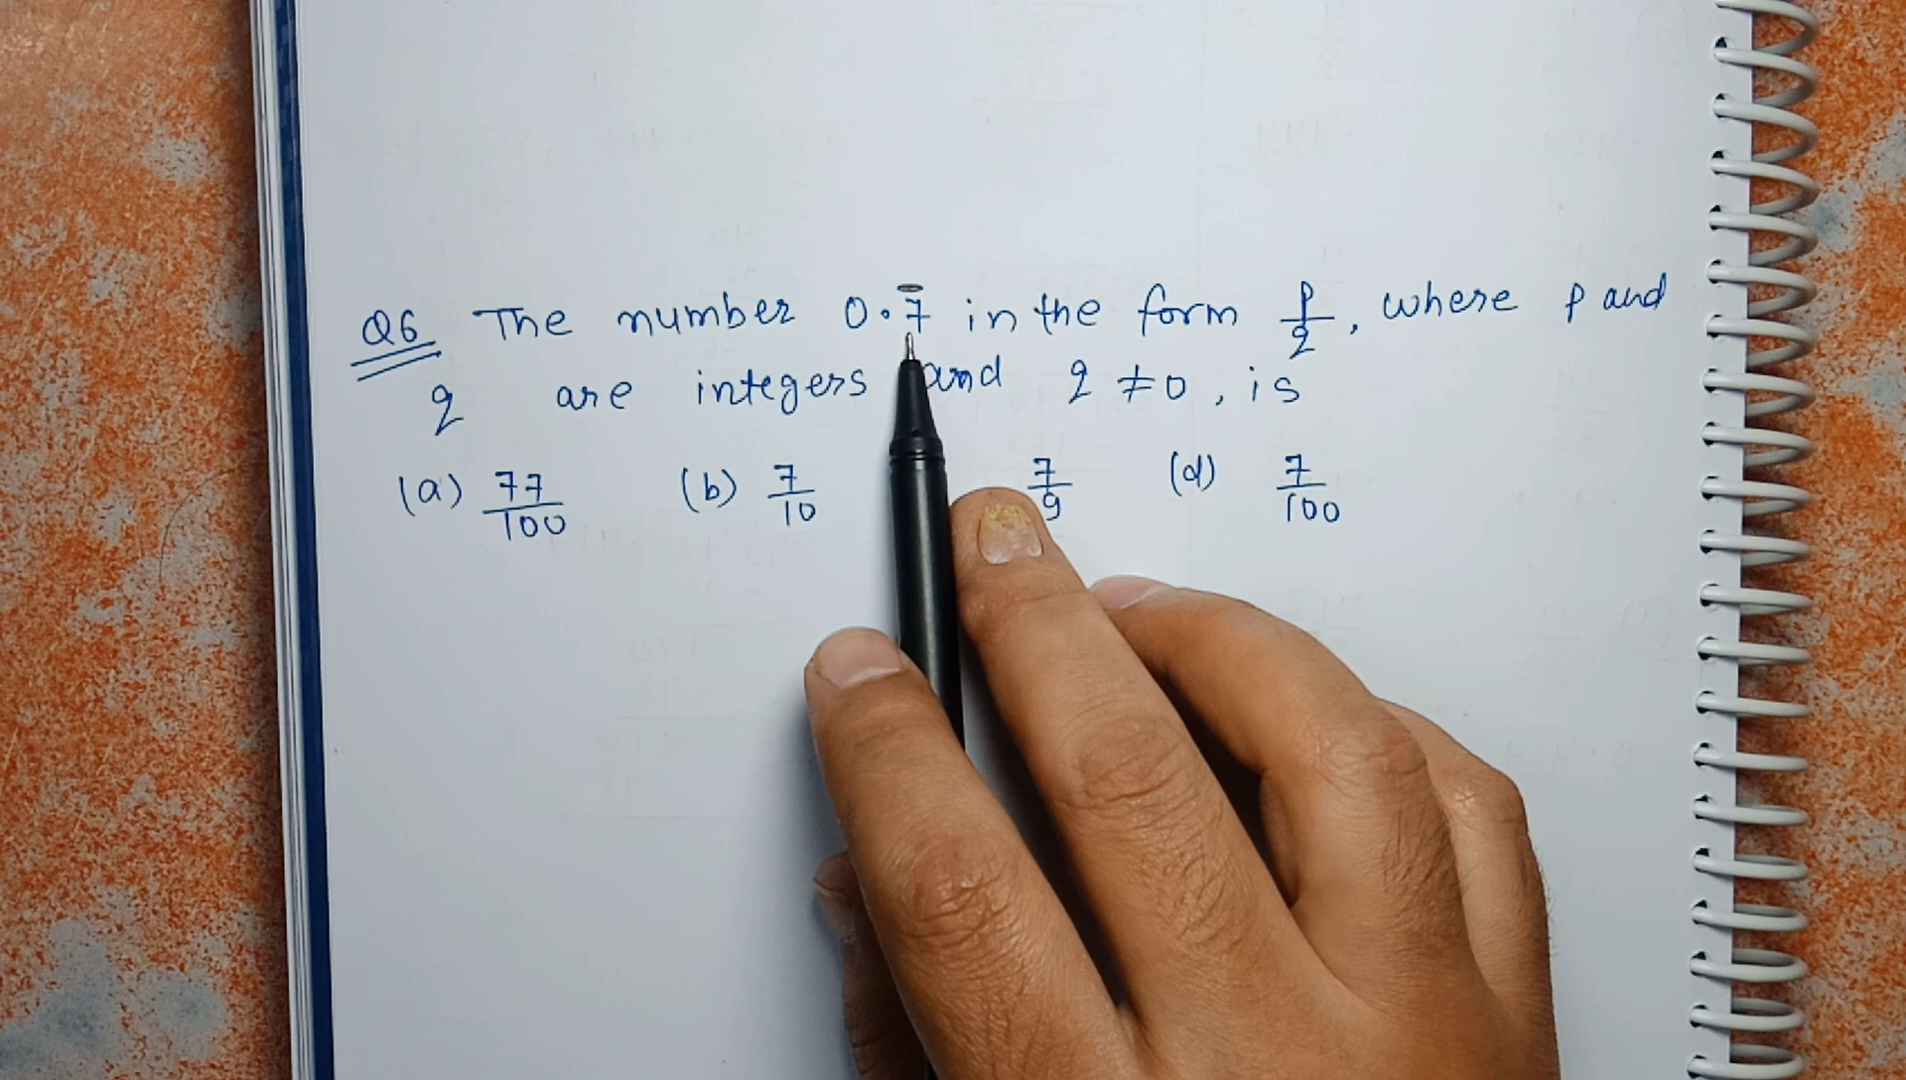 Q6 The number 0.7̅ in the form p/q, where p and
q are integers and q ≠ 0, is
(a) 77/100 (b) 7/10 7/9 (d) 7/100